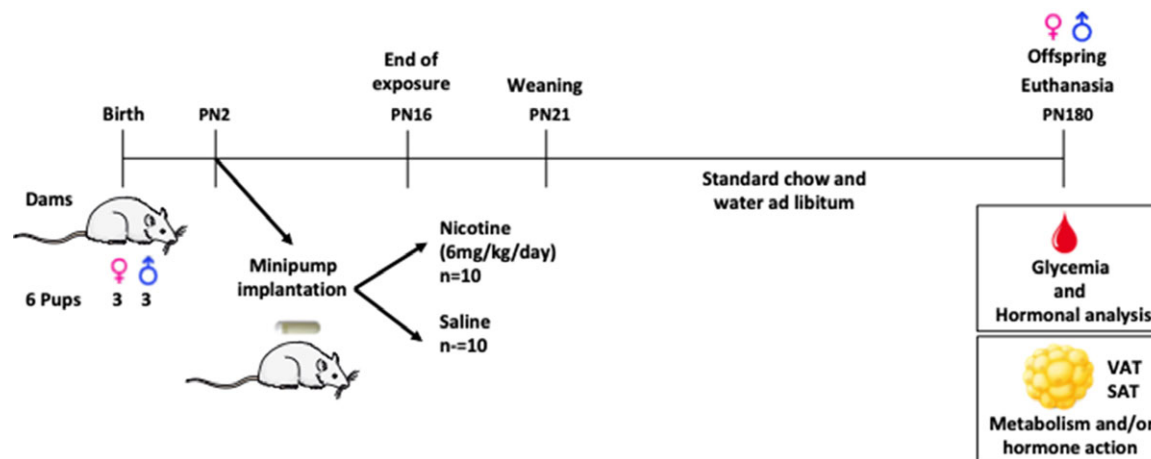 Birth
PN2
End of
exposure
PN16
Weaning
PN21
♀ ♂
Offspring
Euthanasia
PN180
Dams
♀ ♂
6 Pups 3 3
Minipump
implantation
Nicotine
(6mg/kg/day)
n=10
Saline
n-=10
Standard chow and
water ad libitum
Glycemia
and
Hormonal analysis
VAT
SAT
Metabolism and/or
hormone action